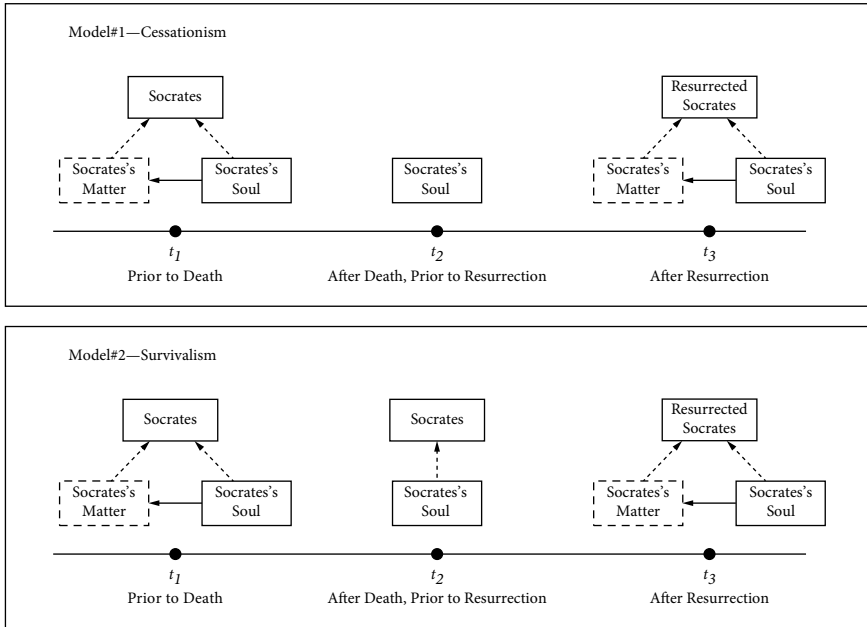 Model#1—Cessationism
Socrates
Resurrected
Socrates
Socrates's
Matter
Socrates's
Soul
Socrates's
Soul
Socrates's
Matter
Socrates's
Soul
t1
t2
t3
Prior to Death
After Death, Prior to Resurrection
After Resurrection
Model#2—Survivalism
Socrates
Socrates
Resurrected
Socrates
Socrates's
Matter
Socrates's
Soul
Socrates's
Soul
Socrates's
Matter
Socrates's
Soul
t1
t2
t3
Prior to Death
After Death, Prior to Resurrection
After Resurrection